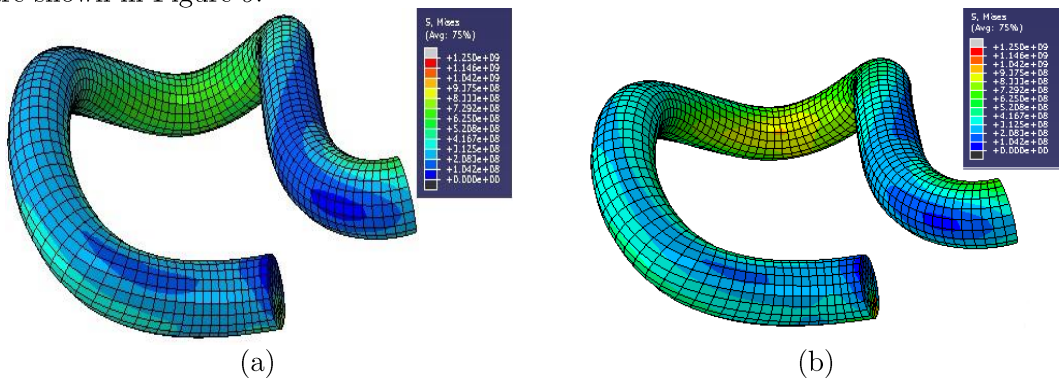 S, Mises
(Avg: 75%)
+1.250e+09
+1.146e+09
+1.042e+09
+9.375e+08
+8.333e+08
+7.292e+08
+6.250e+08
+5.208e+08
+4.167e+08
+3.125e+08
+2.083e+08
+1.042e+08
+0.000e+00
S, Mises
(Avg: 75%)
+1.250e+09
+1.146e+09
+1.042e+09
+9.375e+08
+8.333e+08
+7.292e+08
+6.250e+08
+5.208e+08
+4.167e+08
+3.125e+08
+2.083e+08
+1.042e+08
+0.000e+00
(a)
(b)